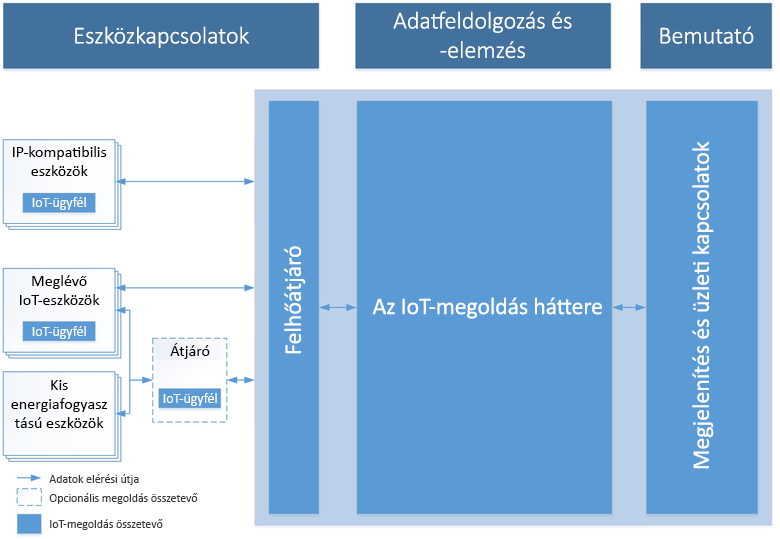 Eszközkapcsolatok
Adatfeldolgozás és
-elemzés
Bemutató
IP-kompatibilis
eszközök
IoT-ügyfél
Meglévő
IoT-eszközök
IoT-ügyfél
Átjáró
IoT-ügyfél
Kis
energiafogyasz
tású eszközök
Felhőátjáró
Az IoT-megoldás háttere
Megjelenítés és üzleti kapcsolatok
Adatok elérési útja
Opcionális megoldás összetevő
IoT-megoldás összetevő